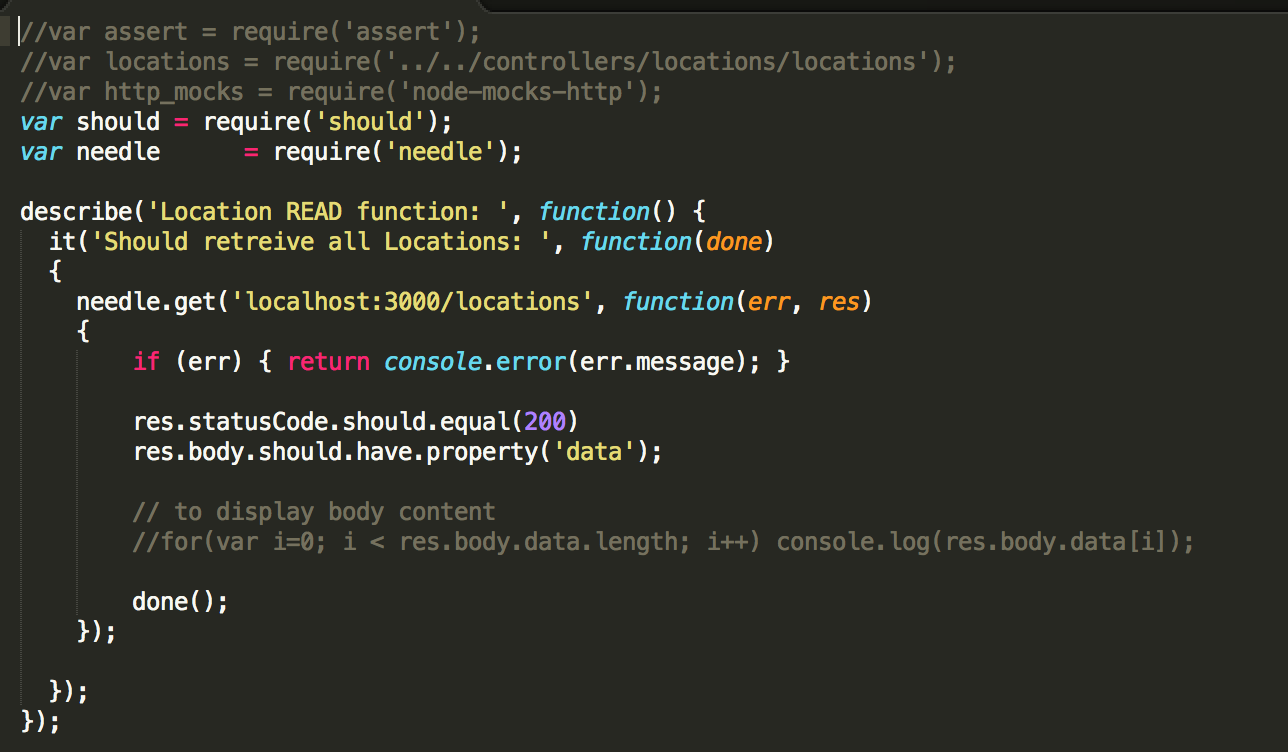 //var assert = require('assert');
//var locations = require('../../controllers/locations/locations');
//var http_mocks = require('node-mocks-http');
var should = require('should');
var needle      = require('needle');

describe('Location READ function: ', function() {
  it('Should retreive all Locations: ', function(done)
  {
    needle.get('localhost:3000/locations', function(err, res)
    {
        if (err) { return console.error(err.message); }

        res.statusCode.should.equal(200)
        res.body.should.have.property('data');

        // to display body content
        //for(var i=0; i < res.body.data.length; i++) console.log(res.body.data[i]);

        done();
    });

  });
});